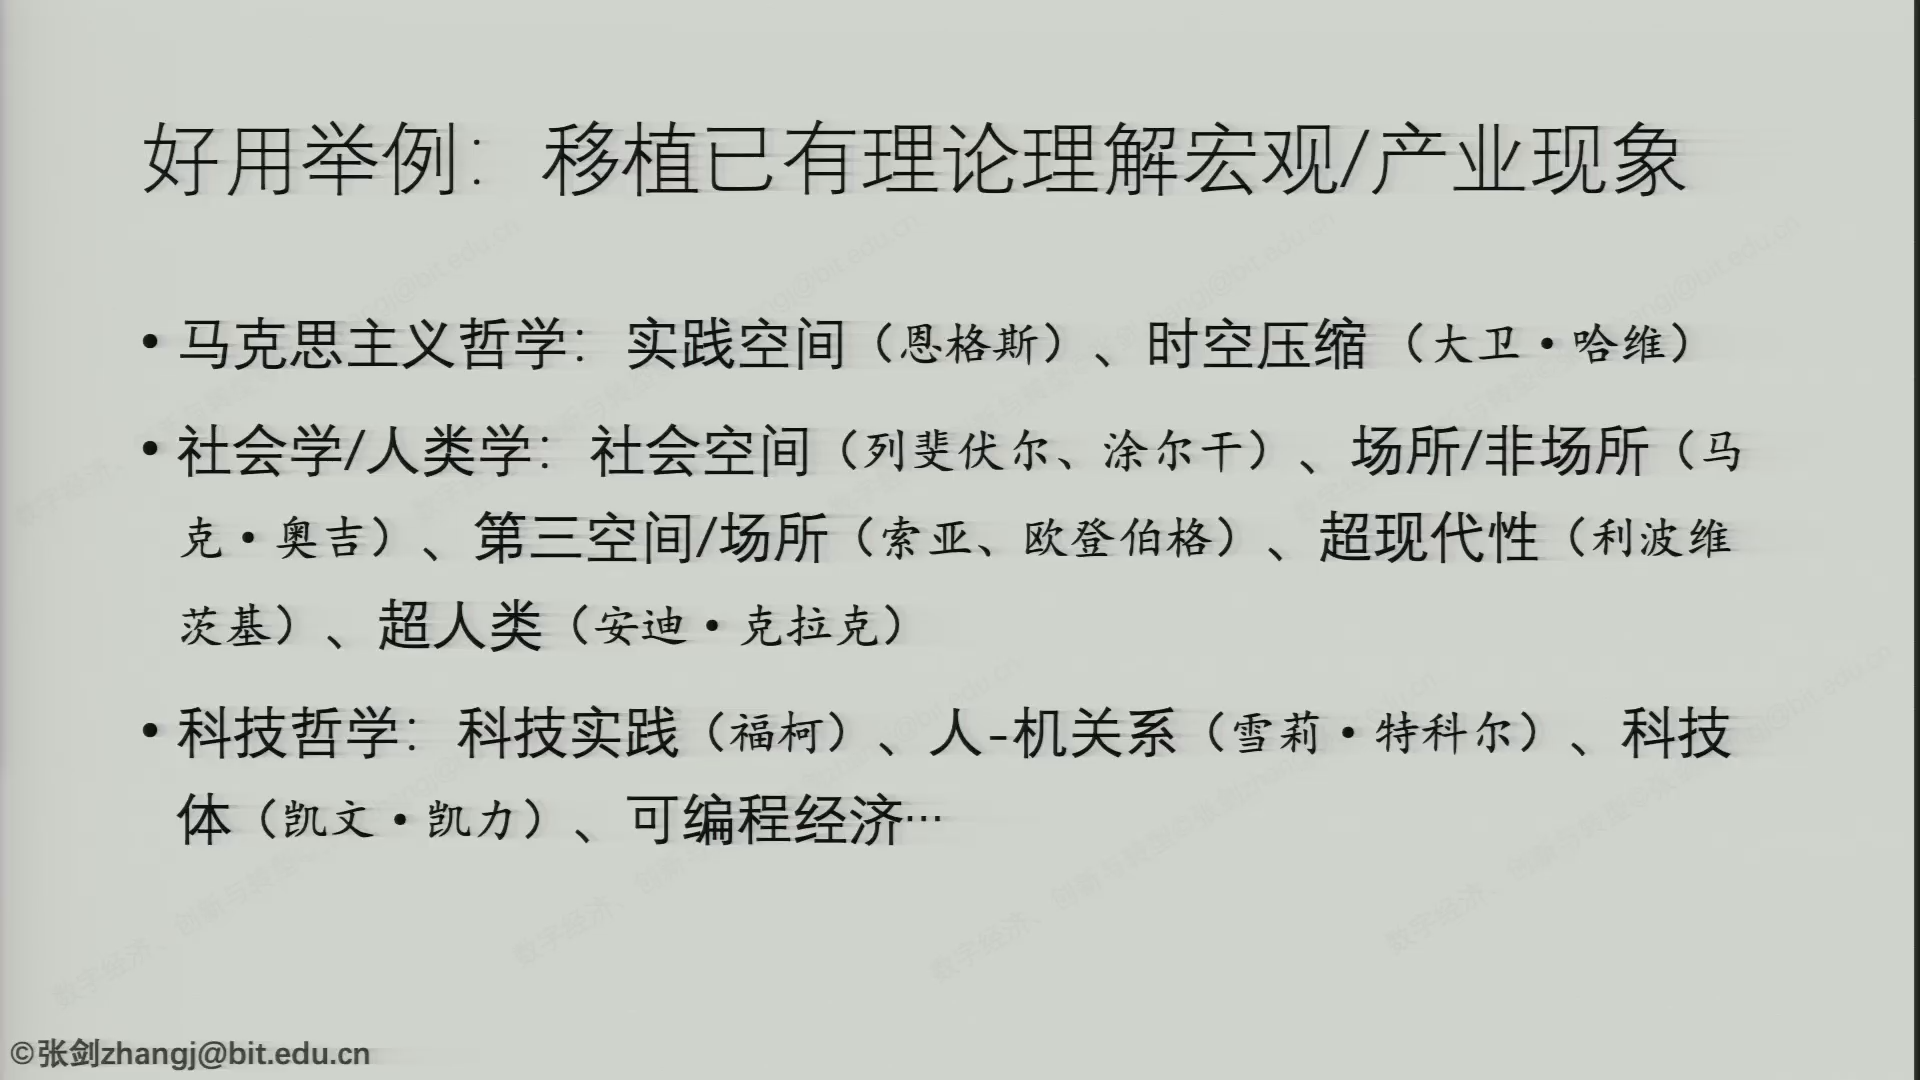 好用举例：移植已有理论理解宏观/产业现象
• 马克思主义哲学：实践空间（恩格斯）、时空压缩（大卫·哈维）
• 社会学/人类学：社会空间（列斐伏尔、涂尔干）、场所/非场所（马
克·奥吉）、第三空间/场所（索亚、欧登伯格）、超现代性（利波维
茨基）、超人类（安迪·克拉克）
• 科技哲学：科技实践（福柯）、人-机关系（雪莉·特科尔）、科技
体（凯文·凯力）、可编程经济…
©张剑zhangj@bit.edu.cn